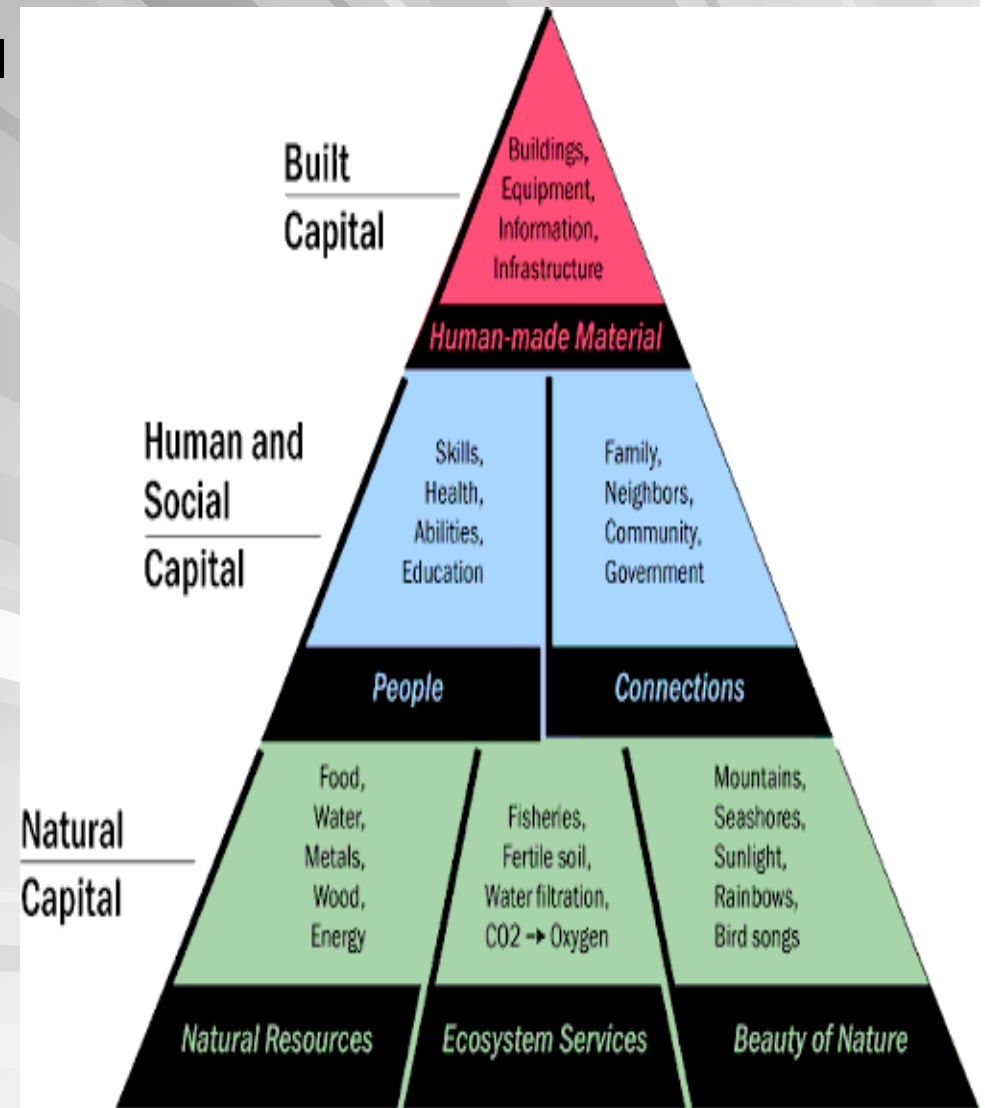 Built
Capital
Buildings,
Equipment,
Information,
Infrastructure
Human-made Material
Human and
Social
Capital
Skills,
Health,
Abilities,
Education
People
Family,
Neighbors,
Community,
Government
Connections
Natural
Capital
Food,
Water,
Metals,
Wood,
Energy
Natural Resources
Fisheries,
Fertile soil,
Water filtration,
CO2 → Oxygen
Ecosystem Services
Mountains,
Seashores,
Sunlight,
Rainbows,
Bird songs
Beauty of Nature